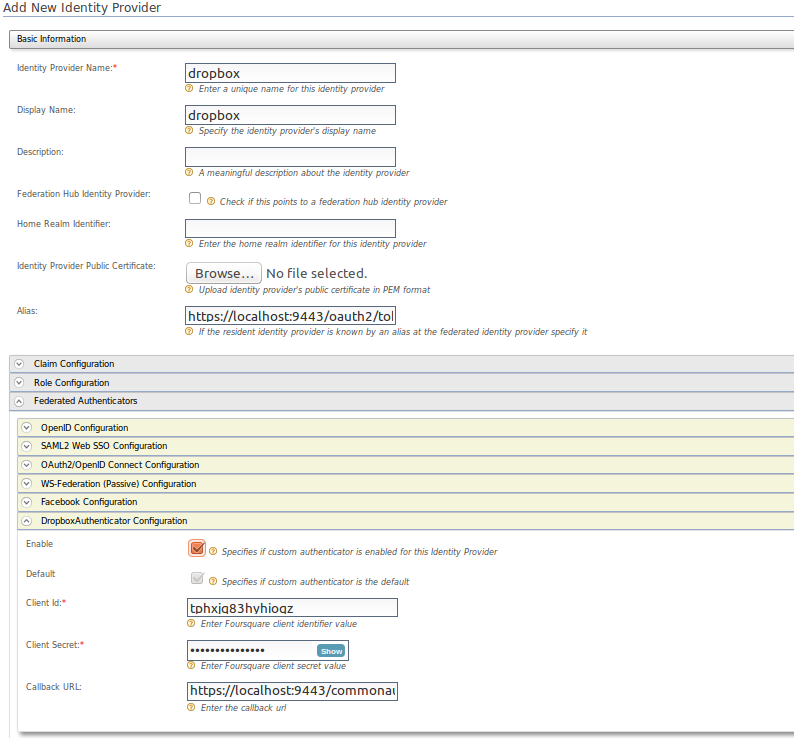 Add New Identity Provider
Basic Information
Identity Provider Name:*
dropbox
Enter a unique name for this identity provider
Display Name:
dropbox
Specify the identity provider's display name
Description:
A meaningful description about the identity provider
Federation Hub Identity Provider:
Check if this points to a federation hub identity provider
Home Realm Identifier:
Enter the home realm identifier for this identity provider
Identity Provider Public Certificate:
Browse... No file selected.
Upload identity provider's public certificate in PEM format
Alias:
https://localhost:9443/oauth2/tol
If the resident identity provider is known by an alias at the federated identity provider specify it
Claim Configuration
Role Configuration
Federated Authenticators
OpenID Configuration
SAML2 Web SSO Configuration
OAuth2/OpenID Connect Configuration
WS-Federation (Passive) Configuration
Facebook Configuration
DropboxAuthenticator Configuration
Enable
Specifies if custom authenticator is enabled for this Identity Provider
Default
Specifies if custom authenticator is the default
Client Id:*
Enter Foursquare client identifier value
Client Secret:*
••••••••••••••• Show
Enter Foursquare client secret value
Callback URL:
https://localhost:9443/commonau
Enter the callback url